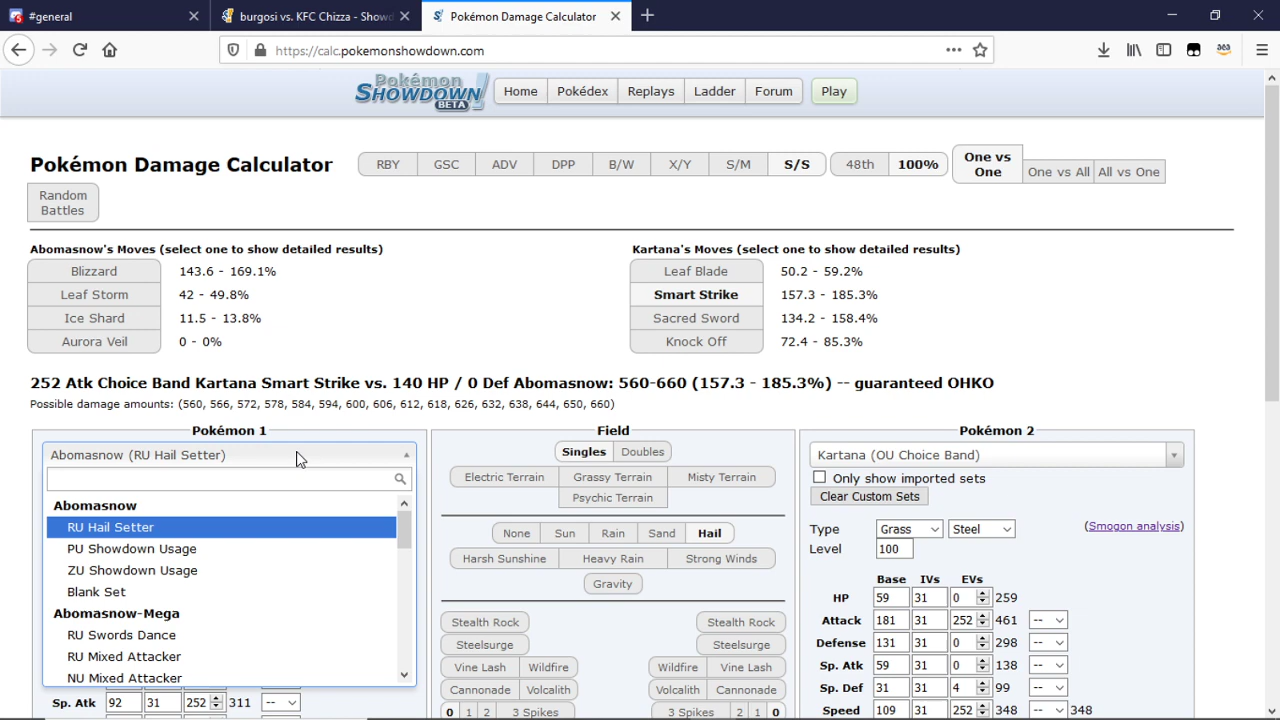 #general
burgosi vs. KFC Chizza - Showd
Pokémon Damage Calculator
https://calc.pokemonshowdown.com
Pokémon
SHOWDOWN!
BETA
Home Pokédex Replays Ladder Forum Play
Pokémon Damage Calculator
RBY GSC ADV DPP B/W X/Y S/M S/S
48th 100%
One vs One
One vs All
All vs One
Random
Battles
Abomasnow's Moves (select one to show detailed results)
Blizzard 143.6 - 169.1%
Leaf Storm 42 - 49.8%
Ice Shard 11.5 - 13.8%
Aurora Veil 0 - 0%
Kartana's Moves (select one to show detailed results)
Leaf Blade 50.2 - 59.2%
Smart Strike 157.3 - 185.3%
Sacred Sword 134.2 - 158.4%
Knock Off 72.4 - 85.3%
252 Atk Choice Band Kartana Smart Strike vs. 140 HP / 0 Def Abomasnow: 560-660 (157.3 - 185.3%) -- guaranteed OHKO
Possible damage amounts: (560, 566, 572, 578, 584, 594, 600, 606, 612, 618, 626, 632, 638, 644, 650, 660)
Pokémon 1
Abomasnow (RU Hail Setter)
Abomasnow
RU Hail Setter
PU Showdown Usage
ZU Showdown Usage
Blank Set
Abomasnow-Mega
RU Swords Dance
RU Mixed Attacker
NU Mixed Attacker
Sp. Atk 92 31 252 311 --
Field
Singles Doubles
Electric Terrain Grassy Terrain Misty Terrain
Psychic Terrain
None Sun Rain Sand Hail
Harsh Sunshine Heavy Rain Strong Winds
Gravity
Stealth Rock Stealth Rock
Steelsurge Steelsurge
Vine Lash Wildfire Wildfire Vine Lash
Cannonade Volcalith Volcalith Cannonade
0 1 2 3 Spikes 3 Spikes 2 1 0
Pokémon 2
Kartana (OU Choice Band)
Only show imported sets
Clear Custom Sets
Type Grass Steel (Smogon analysis)
Level 100
Base IVs EVs
HP 59 31 0 259
Attack 181 31 252 461 --
Defense 131 31 0 298 --
Sp. Atk 59 31 0 138 --
Sp. Def 31 31 4 99 --
Speed 109 31 252 348 -- 348